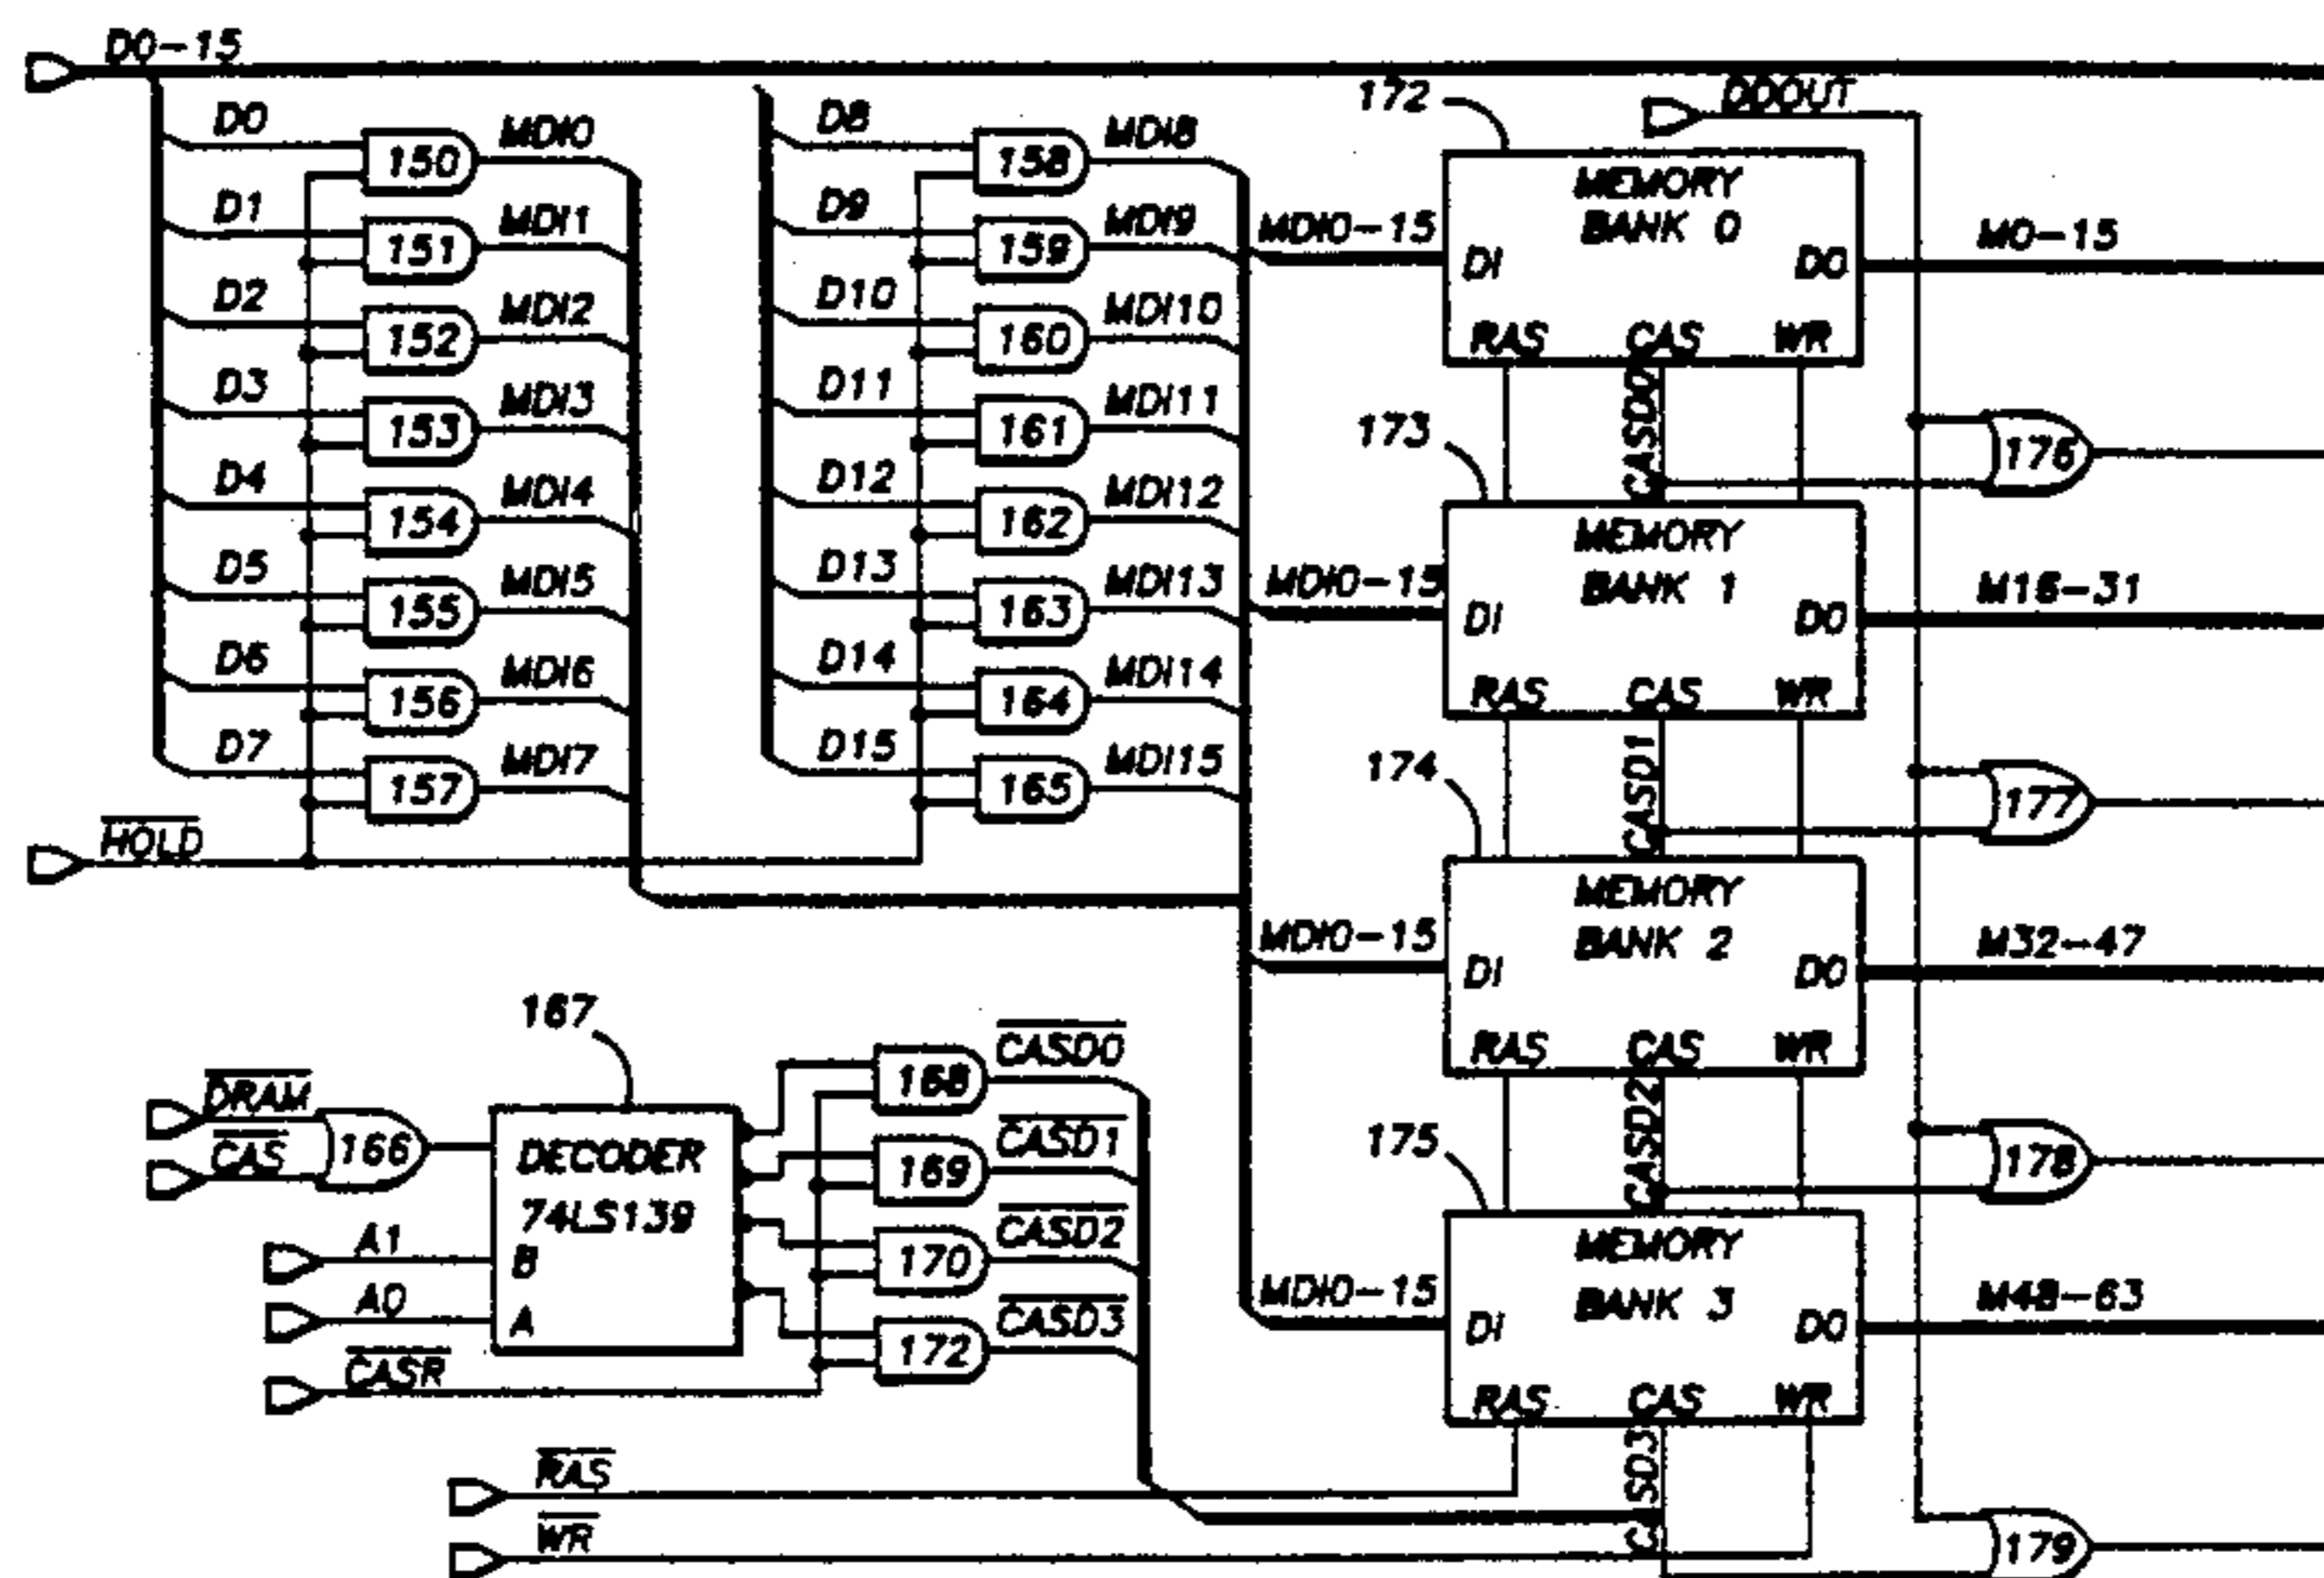 D0-15
D0
150
MDI0
D1
151
MDI1
D2
152
MDI2
D3
153
MDI3
D4
154
MDI4
D5
155
MDI5
D6
156
MDI6
D7
157
MDI7
HOLD
D8
158
MDI8
D9
159
MDI9
D10
160
MDI10
D11
161
MDI11
D12
162
MDI12
D13
163
MDI13
D14
164
MDI14
D15
165
MDI15
172
DDOUT
MEMORY
BANK 0
MDI0-15
DI
DO
M0-15
RAS
CAS
WR
CASD0
176
173
MEMORY
BANK 1
MDI0-15
DI
DO
M16-31
RAS
CAS
WR
CASD1
177
174
MEMORY
BANK 2
MDI0-15
DI
DO
M32-47
RAS
CAS
WR
CASD2
178
175
MEMORY
BANK 3
MDI0-15
DI
DO
M48-63
RAS
CAS
WR
CASD3
179
167
DRAM
CAS
166
DECODER
74LS139
A1
B
A0
A
CASR
168
CASD0
169
CASD1
170
CASD2
172
CASD3
RAS
WR